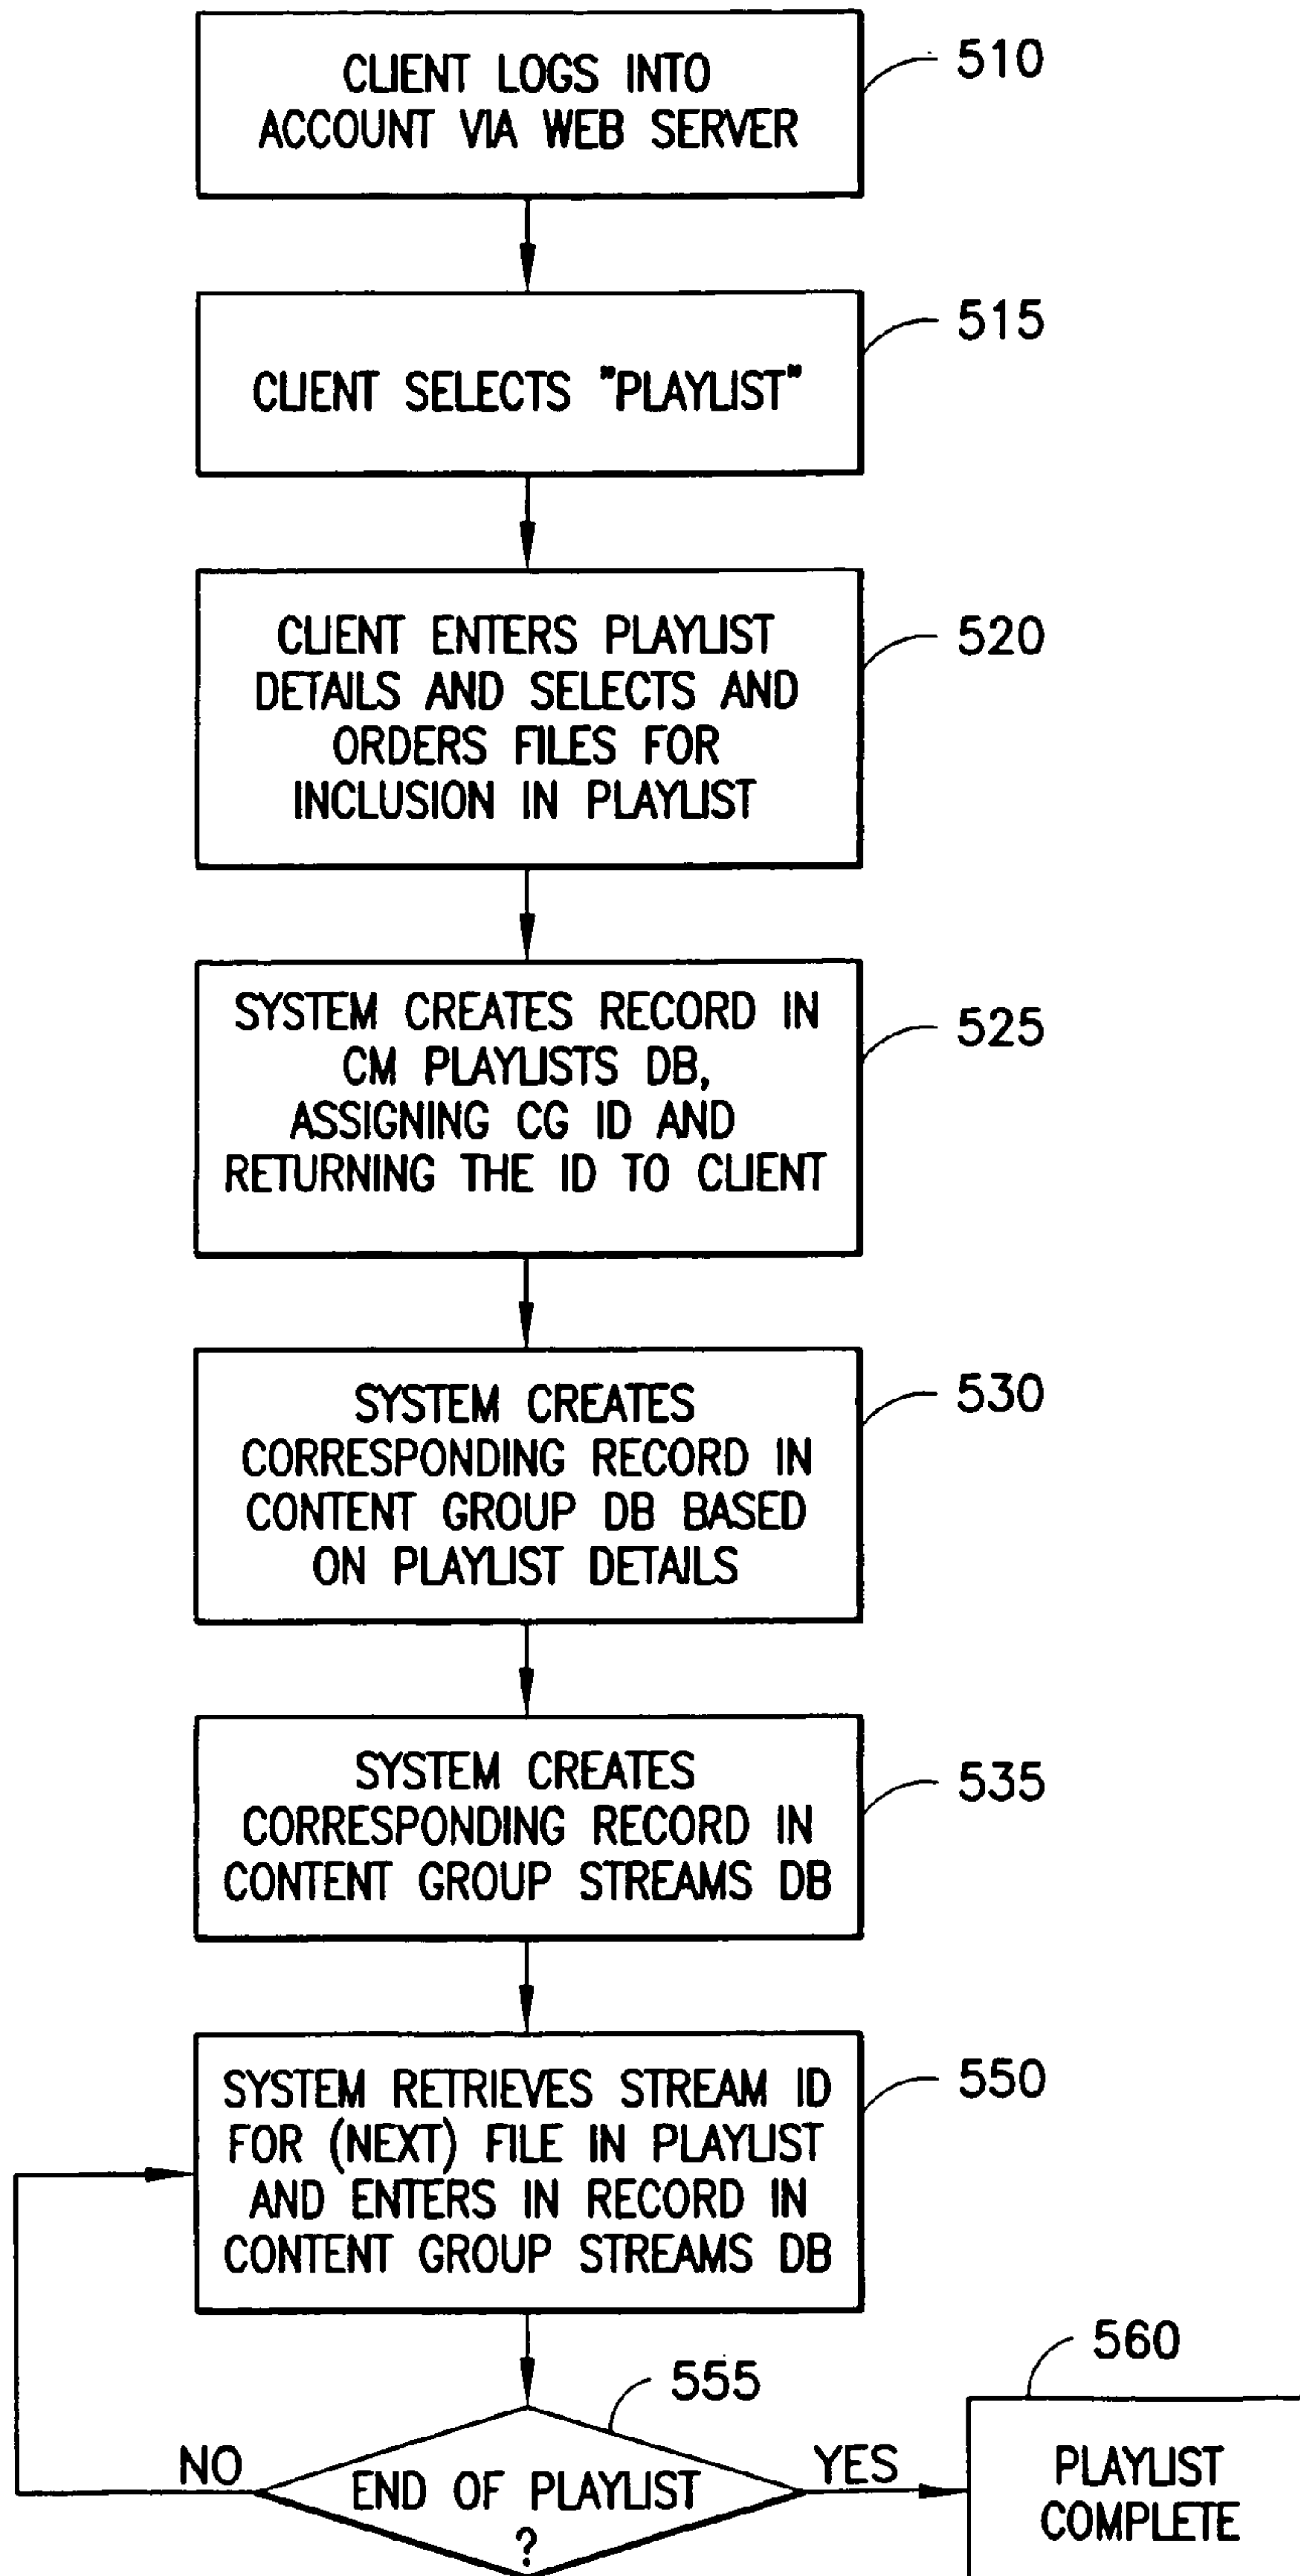 CLIENT LOGS INTO
ACCOUNT VIA WEB SERVER
510
CLIENT SELECTS "PLAYLIST"
515
CLIENT ENTERS PLAYLIST
DETAILS AND SELECTS AND
ORDERS FILES FOR
INCLUSION IN PLAYLIST
520
SYSTEM CREATES RECORD IN
CM PLAYLISTS DB,
ASSIGNING CG ID AND
RETURNING THE ID TO CLIENT
525
SYSTEM CREATES
CORRESPONDING RECORD IN
CONTENT GROUP DB BASED
ON PLAYLIST DETAILS
530
SYSTEM CREATES
CORRESPONDING RECORD IN
CONTENT GROUP STREAMS DB
535
SYSTEM RETRIEVES STREAM ID
FOR (NEXT) FILE IN PLAYLIST
AND ENTERS IN RECORD IN
CONTENT GROUP STREAMS DB
550
555
END OF PLAYLIST
?
NO
YES
560
PLAYLIST
COMPLETE